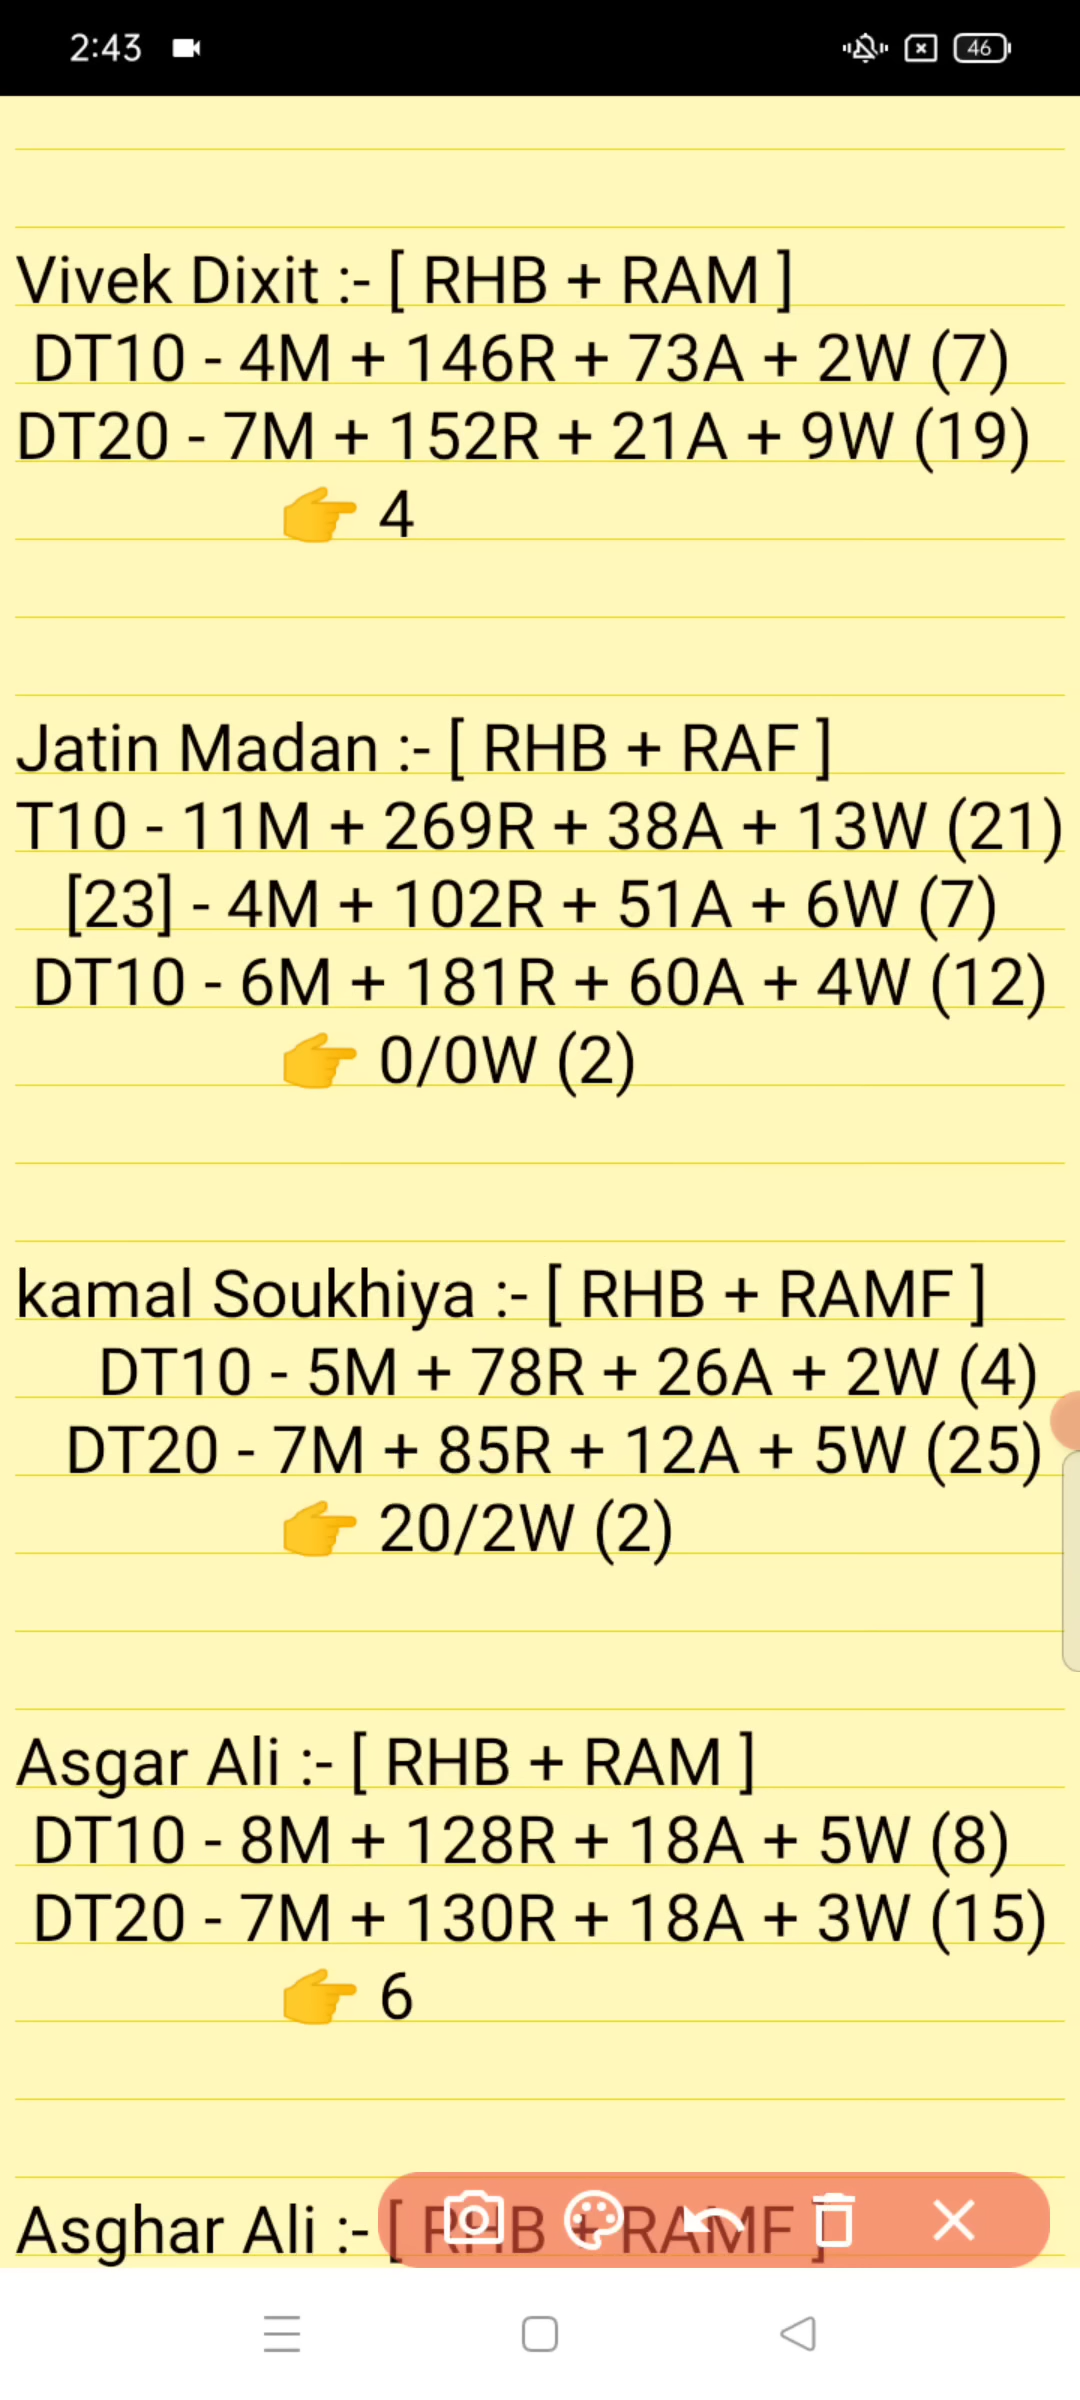 2:43
46
Vivek Dixit :- [ RHB + RAM ]
DT10 - 4M + 146R + 73A + 2W (7)
DT20 - 7M + 152R + 21A + 9W (19)
👉 4
Jatin Madan :- [ RHB + RAF ]
T10 - 11M + 269R + 38A + 13W (21)
[23] - 4M + 102R + 51A + 6W (7)
DT10 - 6M + 181R + 60A + 4W (12)
👉 0/0W (2)
kamal Soukhiya :- [ RHB + RAMF ]
DT10 - 5M + 78R + 26A + 2W (4)
DT20 - 7M + 85R + 12A + 5W (25)
👉 20/2W (2)
Asgar Ali :- [ RHB + RAM ]
DT10 - 8M + 128R + 18A + 5W (8)
DT20 - 7M + 130R + 18A + 3W (15)
👉 6
Asghar Ali :- [ RHB + RAMF ]